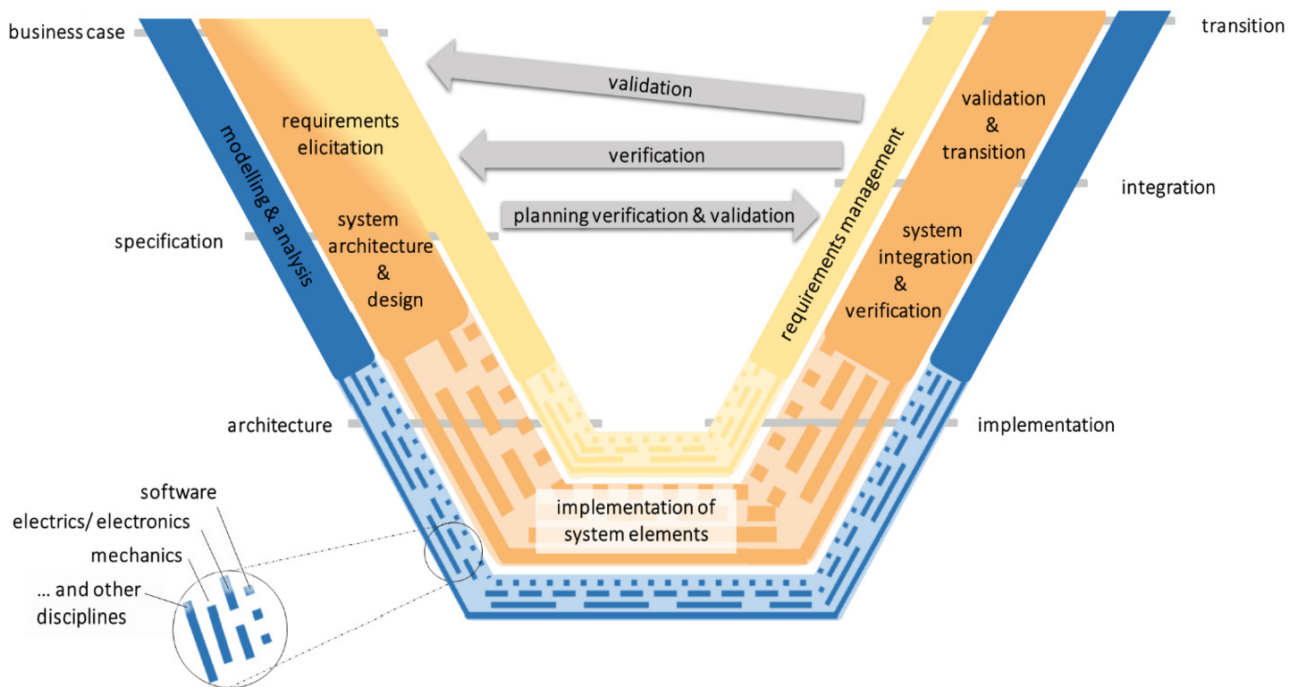 business case
transition
validation
validation
&
transition
requirements
elicitation
modelling & analysis
verification
requirements management
integration
planning verification & validation
specification
system
architecture
&
design
system
integration
&
verification
architecture
implementation
software
electrics/ electronics
mechanics
... and other
disciplines
implementation of
system elements